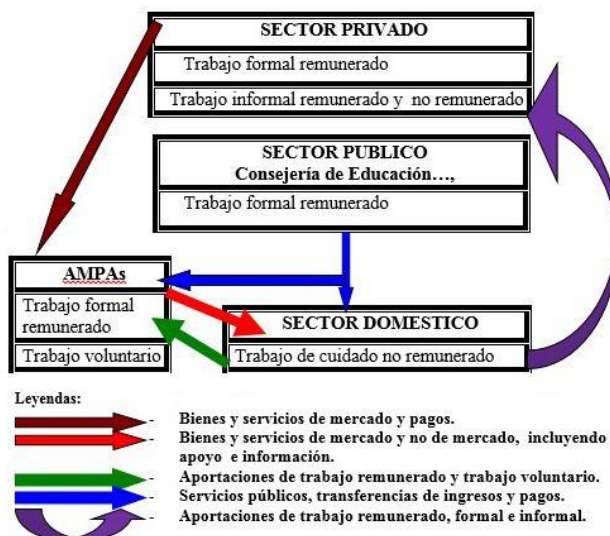 SECTOR PRIVADO
Trabajo formal remunerado
Trabajo informal remunerado y no remunerado
SECTOR PUBLICO
Consejería de Educación...,
Trabajo formal remunerado
AMPAs
Trabajo formal
remunerado
Trabajo voluntario
SECTOR DOMESTICO
Trabajo de cuidado no remunerado
Leyendas:
- Bienes y servicios de mercado y pagos.
- Bienes y servicios de mercado y no de mercado, incluyendo
apoyo e información.
- Aportaciones de trabajo remunerado y trabajo voluntario.
- Servicios públicos, transferencias de ingresos y pagos.
- Aportaciones de trabajo remunerado, formal e informal.